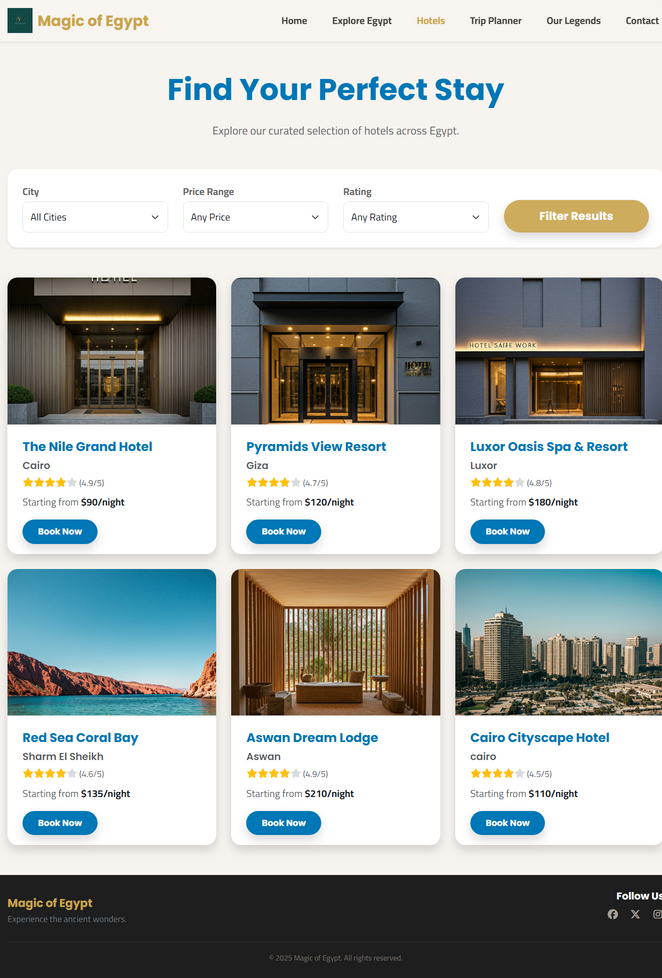 Magic of Egypt
Home Explore Egypt Hotels Trip Planner Our Legends Contact
Find Your Perfect Stay
Explore our curated selection of hotels across Egypt.
City Price Range Rating
All Cities Any Price Any Rating Filter Results
HOTEL
HOTEL
HOTEL SAIBE WORK
The Nile Grand Hotel Pyramids View Resort Luxor Oasis Spa & Resort
Cairo Giza Luxor
(4.9/5) (4.7/5) (4.8/5)
Starting from $90/night Starting from $120/night Starting from $180/night
Book Now Book Now Book Now
Red Sea Coral Bay Aswan Dream Lodge Cairo Cityscape Hotel
Sharm El Sheikh Aswan cairo
(4.6/5) (4.9/5) (4.5/5)
Starting from $135/night Starting from $210/night Starting from $110/night
Book Now Book Now Book Now
Magic of Egypt
Explore the ancient wonders.
Follow Us
© 2025 Magic of Egypt. All rights reserved.